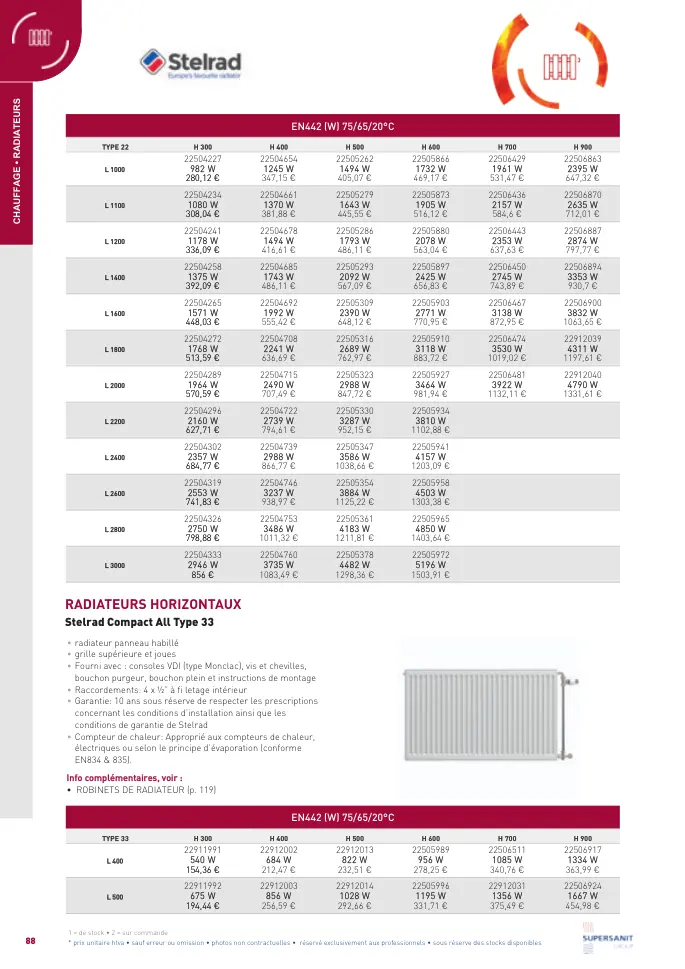 CHAUFFAGE • RADIATEURS
Stelrad
Europe's favourite radiator
EN442 (W) 75/65/20°C
TYPE 22 H 300 H 400 H 500 H 600 H 700 H 900
22504227 22504654 22505262 22505866 22506429 22506863
L 1000 982 W 1245 W 1494 W 1732 W 1961 W 2395 W
280,12 € 347,15 € 405,07 € 469,17 € 531,47 € 647,32 €
22504234 22504661 22505279 22505873 22506436 22506870
L 1100 1080 W 1370 W 1643 W 1905 W 2157 W 2635 W
308,04 € 381,88 € 445,55 € 516,12 € 584,6 € 712,01 €
22504241 22504678 22505286 22505880 22506443 22506887
L 1200 1178 W 1494 W 1793 W 2078 W 2353 W 2874 W
336,09 € 416,61 € 486,11 € 563,04 € 637,63 € 797,77 €
22504258 22504685 22505293 22505897 22506450 22506894
L 1400 1375 W 1743 W 2092 W 2425 W 2745 W 3353 W
392,09 € 486,11 € 567,09 € 656,83 € 743,89 € 930,7 €
22504265 22504692 22505309 22505903 22506467 22506900
L 1600 1571 W 1992 W 2390 W 2771 W 3138 W 3832 W
448,03 € 555,42 € 648,12 € 770,95 € 872,95 € 1063,65 €
22504272 22504708 22505316 22505910 22506474 22912039
L 1800 1768 W 2241 W 2689 W 3118 W 3530 W 4311 W
513,59 € 636,69 € 762,97 € 883,72 € 1019,02 € 1197,61 €
22504289 22504715 22505323 22505927 22506481 22912040
L 2000 1964 W 2490 W 2988 W 3464 W 3922 W 4790 W
570,59 € 707,49 € 847,72 € 981,94 € 1132,11 € 1331,61 €
22504296 22504722 22505330 22505934
L 2200 2160 W 2739 W 3287 W 3810 W
627,71 € 794,61 € 952,15 € 1102,88 €
22504302 22504739 22505347 22505941
L 2400 2357 W 2988 W 3586 W 4157 W
684,77 € 866,77 € 1038,66 € 1203,09 €
22504319 22504746 22505354 22505958
L 2600 2553 W 3237 W 3884 W 4503 W
741,83 € 938,97 € 1125,22 € 1303,38 €
22504326 22504753 22505361 22505965
L 2800 2750 W 3486 W 4183 W 4850 W
798,88 € 1011,32 € 1211,81 € 1403,64 €
22504333 22504760 22505378 22505972
L 3000 2946 W 3735 W 4482 W 5196 W
856 € 1083,49 € 1298,36 € 1503,91 €
RADIATEURS HORIZONTAUX
Stelrad Compact All Type 33
• radiateur panneau habillé
• grille supérieure et joues
• Fourni avec : consoles VDI (type Monclac), vis et chevilles,
bouchon purgeur, bouchon plein et instructions de montage
• Raccordements: 4 x ½" à fi letage intérieur
• Garantie: 10 ans sous réserve de respecter les prescriptions
concernant les conditions d'installation ainsi que les
conditions de garantie de Stelrad
• Compteur de chaleur: Approprié aux compteurs de chaleur,
électriques ou selon le principe d'évaporation (conforme
EN834 & 835).
Info complémentaires, voir :
• ROBINETS DE RADIATEUR (p. 119)
EN442 (W) 75/65/20°C
TYPE 33 H 300 H 400 H 500 H 600 H 700 H 900
22911991 22912002 22912013 22505989 22506511 22506917
L 400 540 W 684 W 822 W 956 W 1085 W 1334 W
154,36 € 212,47 € 232,51 € 278,25 € 340,76 € 363,99 €
22911992 22912003 22912014 22505996 22912031 22506924
L 500 675 W 856 W 1028 W 1195 W 1356 W 1667 W
194,44 € 256,59 € 292,66 € 331,71 € 375,49 € 454,98 €
1 = de stock • 2 = sur commande
88 * prix unitaire htva • sauf erreur ou omission • photos non contractuelles • réservé exclusivement aux professionnels • sous réserve des stocks disponibles
SUPERSANIT
GROUP